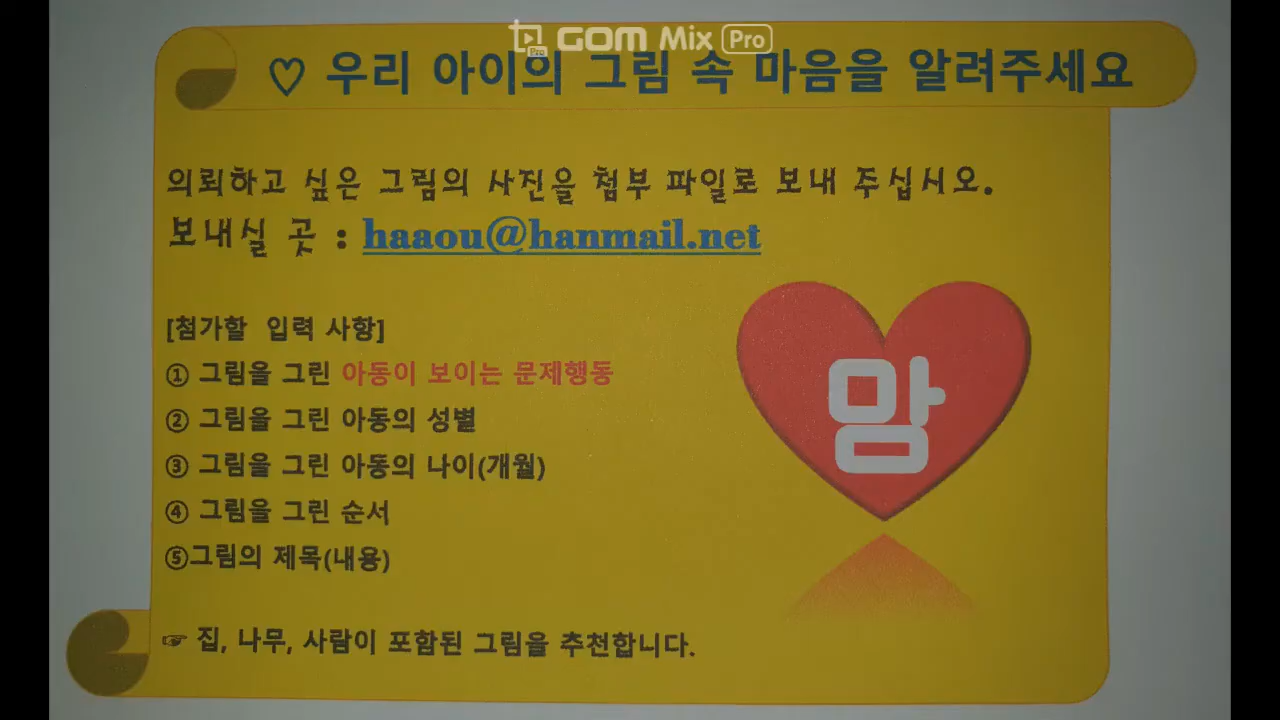 GOM Mix Pro
♡ 우리 아이의 그림 속 마음을 알려주세요
의뢰하고 싶은 그림의 사진을 첨부 파일로 보내 주십시오.
보내실 곳 : haaou@hanmail.net
[첨가할 입력 사항]
① 그림을 그린 아동이 보이는 문제행동
② 그림을 그린 아동의 성별
③ 그림을 그린 아동의 나이(개월)
④ 그림을 그린 순서
⑤그림의 제목(내용)
맘
☞ 집, 나무, 사람이 포함된 그림을 추천합니다.